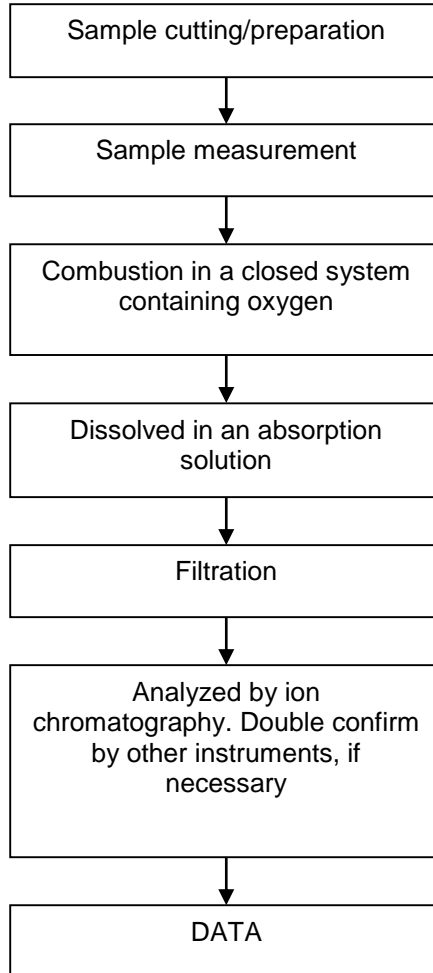 Sample cutting/preparation
Sample measurement
Combustion in a closed system
containing oxygen
Dissolved in an absorption
solution
Filtration
Analyzed by ion
chromatography. Double confirm
by other instruments, if
necessary
DATA